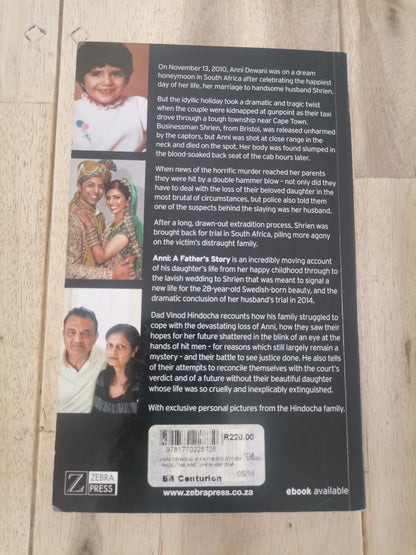 On November 13, 2010, Anni Dewani was on a dream
honeymoon in South Africa after celebrating the happiest
day of her life, her marriage to handsome husband Shrien.
But the idyllic holiday took a dramatic and tragic twist
when the couple were kidnapped at gunpoint as their taxi
drove through a tough township near Cape Town.
Businessman Shrien, from Bristol, was released unharmed
by the captors, but Anni was shot at close range in the
neck and died on the spot. Her body was found slumped in
the blood-soaked back seat of the cab hours later.
When news of the horrific murder reached her parents
they were hit by a double hammer blow – not only did they
have to deal with the loss of their beloved daughter in the
most brutal of circumstances, but police also told them
one of the suspects behind the slaying was her husband.
After a long, drawn-out extradition process, Shrien was
brought back for trial in South Africa, piling more agony
on the victim's distraught family.
Anni: A Father's Story is an incredibly moving account
of his daughter's life from her happy childhood through to
the lavish wedding to Shrien that was meant to signal a
new life for the 28-year-old Swedish-born beauty, and the
dramatic conclusion of her husband's trial in 2014.
Dad Vinod Hindocha recounts how his family struggled to
cope with the devastating loss of Anni, how they saw their
hopes for her future shattered in the blink of an eye at the
hands of hit men – for reasons which still largely remain a
mystery – and their battle to see justice done. He also tells
of their attempts to reconcile themselves with the court's
verdict and of a future without their beautiful daughter
whose life was so cruelly and inexplicably extinguished.
With exclusive personal pictures from the Hindocha family.
R220.00
9781770228726
05/15
EB Centurion
Z ZEBRA
PRESS
www.zebrapress.co.za
ebook available